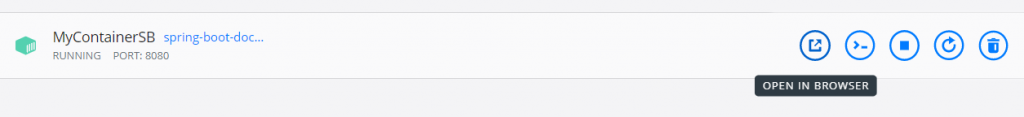 MyContainerSB spring-boot-doc...
RUNNING PORT: 8080
OPEN IN BROWSER